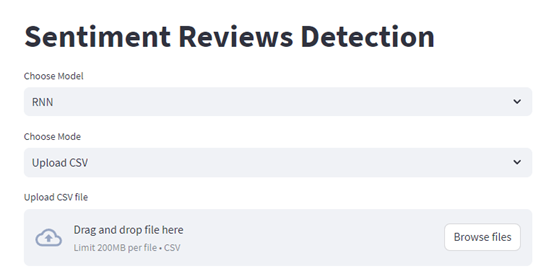 Sentiment Reviews Detection
Choose Model
RNN
Choose Mode
Upload CSV
Upload CSV file
Drag and drop file here
Limit 200MB per file • CSV
Browse files